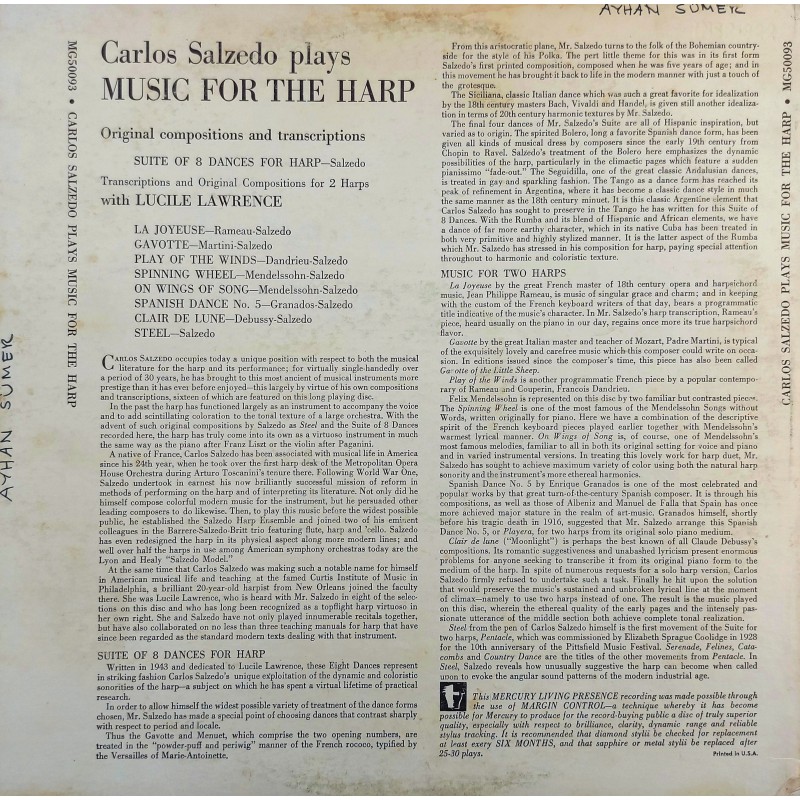 AYHAN SUMER
MG50093 • CARLOS SALZEDO PLAYS MUSIC FOR THE HARP
AYHAN SUMER
Carlos Salzedo plays
MUSIC FOR THE HARP
Original compositions and transcriptions
SUITE OF 8 DANCES FOR HARP—Salzedo
Transcriptions and Original Compositions for 2 Harps
with LUCILE LAWRENCE
LA JOYEUSE—Rameau-Salzedo
GAVOTTE—Martini-Salzedo
PLAY OF THE WINDS—Dandrieu-Salzedo
SPINNING WHEEL—Mendelssohn-Salzedo
ON WINGS OF SONG—Mendelssohn-Salzedo
SPANISH DANCE No. 5—Granados-Salzedo
CLAIR DE LUNE—Debussy-Salzedo
STEEL—Salzedo
CARLOS SALZEDO occupies today a unique position with respect to both the musical
literature for the harp and its performance; for virtually single-handedly over
a period of 30 years, he has brought to this most ancient of musical instruments more
prestige than it has ever before enjoyed—this largely by virtue of his own compositions
and transcriptions, sixteen of which are featured on this long playing disc.
In the past the harp has functioned largely as an instrument to accompany the voice
and to add scintillating coloration to the tonal texture of a large orchestra. With the
advent of such original compositions by Salzedo as Steel and the Suite of 8 Dances
recorded here, the harp has truly come into its own as a virtuoso instrument in much
the same way as the piano after Franz Liszt or the violin after Paganini.
A native of France, Carlos Salzedo has been associated with musical life in America
since his 24th year, when he took over the first harp desk of the Metropolitan Opera
House Orchestra during Arturo Toscanini's tenure there. Following World War One,
Salzedo undertook in earnest his now brilliantly successful mission of reform in
methods of performing on the harp and of interpreting its literature. Not only did he
himself compose colorful modern music for the instrument, but he persuaded other
leading composers to do likewise. Then, to play this music before the widest possible
public, he established the Salzedo Harp Ensemble and joined two of his eminent
colleagues in the Barrere-Salzedo-Britt trio featuring flute, harp and 'cello. Salzedo
has even redesigned the harp in its physical aspect along more modern lines; and
well over half the harps in use among American symphony orchestras today are the
Lyon and Healy "Salzedo Model."
At the same time that Carlos Salzedo was making such a notable name for himself
in American musical life and teaching at the famed Curtis Institute of Music in
Philadelphia, a brilliant 20-year-old harpist from New Orleans joined the faculty
there. She was Lucile Lawrence, who is heard with Mr. Salzedo in eight of the selec-
tions on this disc and who has long been recognized as a topflight harp virtuoso in
her own right. She and Salzedo have not only played innumerable recitals together,
but have also collaborated on no less than three teaching manuals for harp that have
since been regarded as the standard modern texts dealing with that instrument.
SUITE OF 8 DANCES FOR HARP
Written in 1943 and dedicated to Lucile Lawrence, these Eight Dances represent
in striking fashion Carlos Salzedo's unique exploitation of the dynamic and coloristic
sonorities of the harp—a subject on which he has spent a virtual lifetime of practical
research.
In order to allow himself the widest possible variety of treatment of the dance forms
chosen, Mr. Salzedo has made a special point of choosing dances that contrast sharply
with respect to period and locale.
Thus the Gavotte and Menuet, which comprise the two opening numbers, are
treated in the "powder-puff and periwig" manner of the French rococo, typified by
the Versailles of Marie-Antoinette.
From this aristocratic plane, Mr. Salzedo turns to the folk of the Bohemian country-
side for the style of his Polka. The pert little theme for this was in its first form
Salzedo's first printed composition, composed when he was five years of age; and in
this movement he has brought it back to life in the modern manner with just a touch of
the grotesque.
The Siciliana, classic Italian dance which was such a great favorite for idealization
by the 18th century masters Bach, Vivaldi and Handel, is given still another idealiza-
tion in terms of 20th century harmonic textures by Mr. Salzedo.
The final four dances of Mr. Salzedo's Suite are all of Hispanic inspiration, but
varied as to origin. The spirited Bolero, long a favorite Spanish dance form, has been
given all kinds of musical dress by composers since the early 19th century from
Chopin to Ravel. Salzedo's treatment of the Bolero here emphasizes the dynamic
possibilities of the harp, particularly in the climactic pages which feature a sudden
pianissimo "fade-out." The Seguidilla, one of the great classic Andalusian dances,
is treated in gay and sparkling fashion. The Tango as a dance form has reached its
peak of refinement in Argentina, where it has become a classic dance style in much
the same manner as the 18th century minuet. It is this classic Argentine element that
Carlos Salzedo has sought to preserve in the Tango he has written for this Suite of
8 Dances. With the Rumba and its blend of Hispanic and African elements, we have
a dance of far more earthy character, which in its native Cuba has been treated in
both very primitive and highly stylized manner. It is the latter aspect of the Rumba
which Mr. Salzedo has stressed in his composition for harp, paying special attention
throughout to harmonic and coloristic texture.
MUSIC FOR TWO HARPS
La Joyeuse by the great French master of 18th century opera and harpsichord
music, Jean Philippe Rameau, is music of singular grace and charm; and in keeping
with the custom of the French keyboard writers of that day, bears a programmatic
title indicative of the music's character. In Mr. Salzedo's harp transcription, Rameau's
piece, heard usually on the piano in our day, regains once more its true harpsichord
flavor.
Gavotte by the great Italian master and teacher of Mozart, Padre Martini, is typical
of the exquisitely lovely and carefree music which this composer could write on occa-
sion. In editions issued since the composer's time, this piece has also been called
Gavotte of the Little Sheep.
Play of the Winds is another programmatic French piece by a popular contempo-
rary of Rameau and Couperin, Francois Dandrieu.
Felix Mendelssohn is represented on this disc by two familiar but contrasted pieces.
The Spinning Wheel is one of the most famous of the Mendelssohn Songs without
Words, written originally for piano. Here we have a combination of the descriptive
spirit of the French keyboard pieces played earlier together with Mendelssohn's
warmest lyrical manner. On Wings of Song is, of course, one of Mendelssohn's
most famous melodies, familiar to all in both its original setting for voice and piano
and in varied instrumental versions. In treating this lovely work for harp duet, Mr.
Salzedo has sought to achieve maximum variety of color using both the natural harp
sonority and the instrument's more ethereal harmonics.
Spanish Dance No. 5 by Enrique Granados is one of the most celebrated and
popular works by that great turn-of-the-century Spanish composer. It is through his
compositions, as well as those of Albeniz and Manuel de Falla that Spain has once
more achieved major stature in the realm of art-music. Granados himself, shortly
before his tragic death in 1916, suggested that Mr. Salzedo arrange this Spanish
Dance No. 5, or Playera, for two harps from its original solo piano medium.
Clair de lune ("Moonlight") is perhaps the best known of all Claude Debussy's
compositions. Its romantic suggestiveness and unabashed lyricism present enormous
problems for anyone seeking to transcribe it from its original piano form to the
medium of the harp. In spite of numerous requests for a solo harp version, Carlos
Salzedo firmly refused to undertake such a task. Finally he hit upon the solution
that would preserve the music's sustained and unbroken lyrical line at the moment
of climax—namely to use two harps instead of one. The result is the music played
on this disc, wherein the ethereal quality of the early pages and the intensely pas-
sionate utterance of the middle section both achieve complete tonal realization.
Steel from the pen of Carlos Salzedo himself is the first movement of the Suite for
two harps, Pentacle, which was commissioned by Elizabeth Sprague Coolidge in 1928
for the 10th anniversary of the Pittsfield Music Festival. Serenade, Felines, Cata-
combs and Country Dance are the titles of the other movements from Pentacle. In
Steel, Salzedo reveals how unusually suggestive the harp can become when called
upon to evoke the angular sound patterns of the modern industrial age.
This MERCURY LIVING PRESENCE recording was made possible through
the use of MARGIN CONTROL—a technique whereby it has become
possible for Mercury to produce for the record-buying public a disc of truly superior
quality, especially with respect to brilliance, clarity, dynamic range and reliable
stylus tracking. It is recommended that diamond stylii be checked for replacement
at least every SIX MONTHS, and that sapphire or metal stylii be replaced after
25-30 plays.
Printed in U.S.A.
CARLOS SALZEDO PLAYS MUSIC FOR THE HARP • MG50093